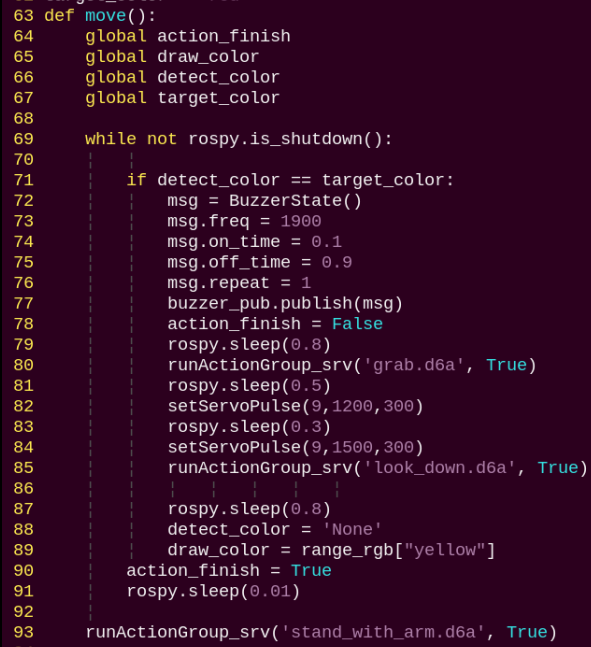 63 def move():
64     global action_finish
65     global draw_color
66     global detect_color
67     global target_color
68
69     while not rospy.is_shutdown():
70
71         if detect_color == target_color:
72             msg = BuzzerState()
73             msg.freq = 1900
74             msg.on_time = 0.1
75             msg.off_time = 0.9
76             msg.repeat = 1
77             buzzer_pub.publish(msg)
78             action_finish = False
79             rospy.sleep(0.8)
80             runActionGroup_srv('grab.d6a', True)
81             rospy.sleep(0.5)
82             setServoPulse(9,1200,300)
83             rospy.sleep(0.3)
84             setServoPulse(9,1500,300)
85             runActionGroup_srv('look_down.d6a', True)
86
87             rospy.sleep(0.8)
88             detect_color = 'None'
89             draw_color = range_rgb["yellow"]
90         action_finish = True
91         rospy.sleep(0.01)
92
93     runActionGroup_srv('stand_with_arm.d6a', True)